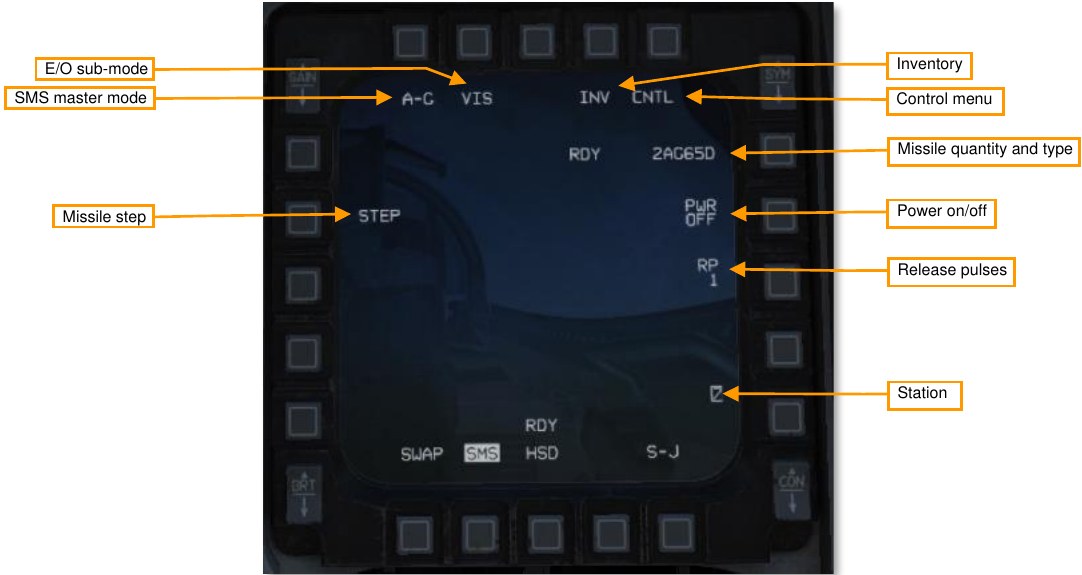 E/O sub-mode
SMS master mode
Missile step
Inventory
Control menu
Missile quantity and type
Power on/off
Release pulses
Station
GAIN
SYM
A-G VIS INV CNTL
RDY 2AG65D
STEP
PWR
OFF
RP
1
RDY
SWAP SMS HSD S-J
BRT
CON